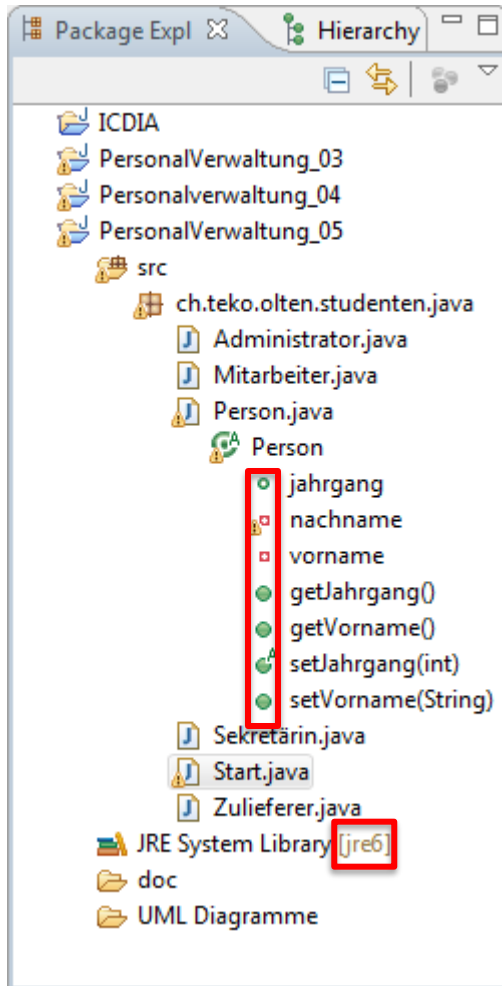 Package Expl Hierarchy
ICDIA
PersonalVerwaltung_03
Personalverwaltung_04
PersonalVerwaltung_05
src
ch.teko.olten.studenten.java
Administrator.java
Mitarbeiter.java
Person.java
Person
jahrgang
nachname
vorname
getJahrgang()
getVorname()
setJahrgang(int)
setVorname(String)
Sekretärin.java
Start.java
Zulieferer.java
JRE System Library [jre6]
doc
UML Diagramme